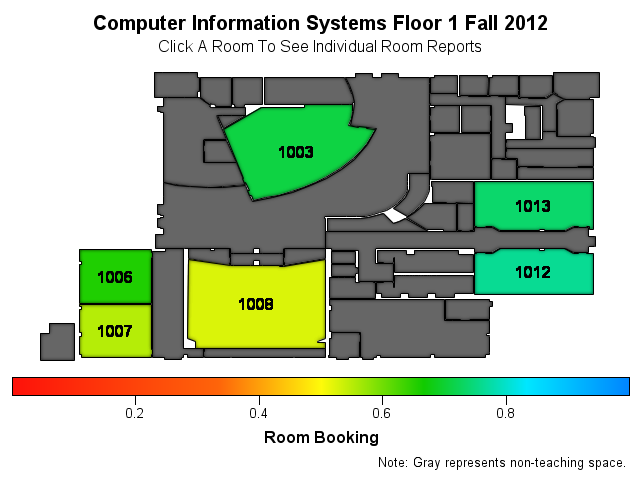 Computer Information Systems Floor 1 Fall 2012
Click A Room To See Individual Room Reports
1003
1013
1012
1006
1008
1007
0.2 0.4 0.6 0.8
Room Booking
Note: Gray represents non-teaching space.